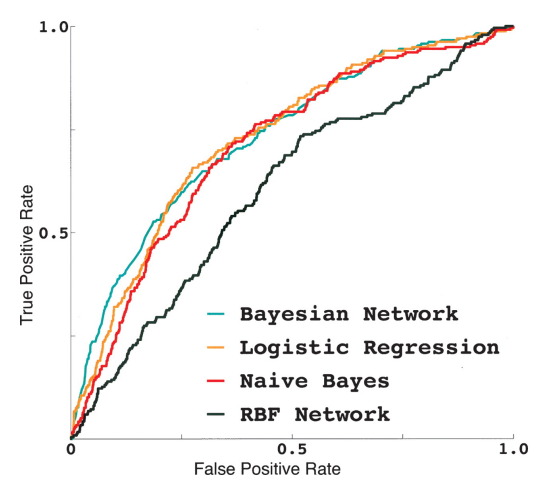 1.0
True Positive Rate
0.5
Bayesian Network
Logistic Regression
Naive Bayes
RBF Network
0 0.5 1.0
False Positive Rate